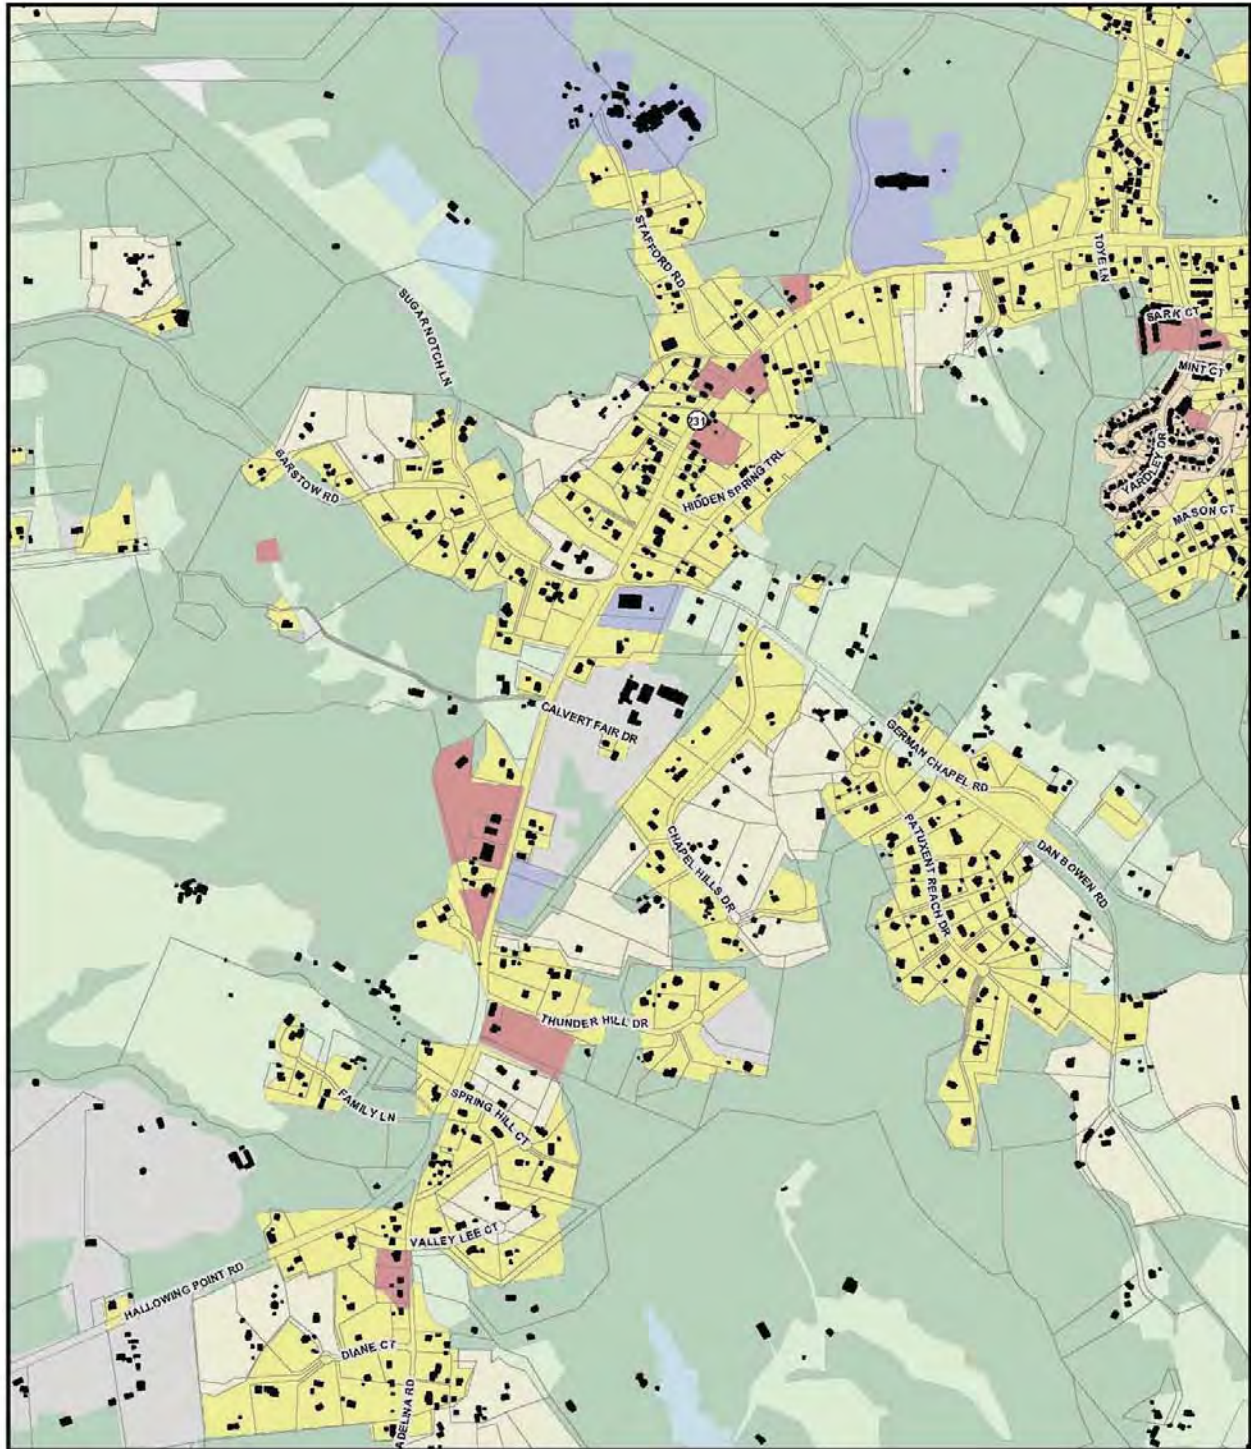 STAFFORD RD
TOYE LN
SUGAR NOTCH LN
SARK CT
MINT CT
231
YARDLEY DR
BARSTOW RD
HIDDEN SPRING TRL
MASON CT
CALVERT FAIR DR
GERMAN CHAPEL RD
CHAPEL HILLS DR
PATUXENT REACH DR
DAN BOWEN RD
THUNDER HILL DR
SPRING HILL CT
FAMILY LN
VALLEY LEE CT
HALLOWING POINT RD
DIANE CT
ADELINA RD